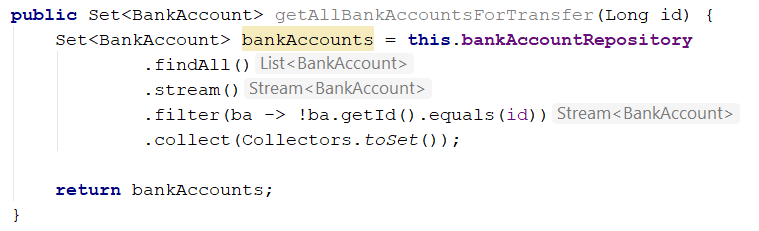 public Set<BankAccount> getAllBankAccountsForTransfer(Long id) {
    Set<BankAccount> bankAccounts = this.bankAccountRepository
            .findAll() List<BankAccount>
            .stream() Stream<BankAccount>
            .filter(ba -> !ba.getId().equals(id)) Stream<BankAccount>
            .collect(Collectors.toSet());
    return bankAccounts;
}